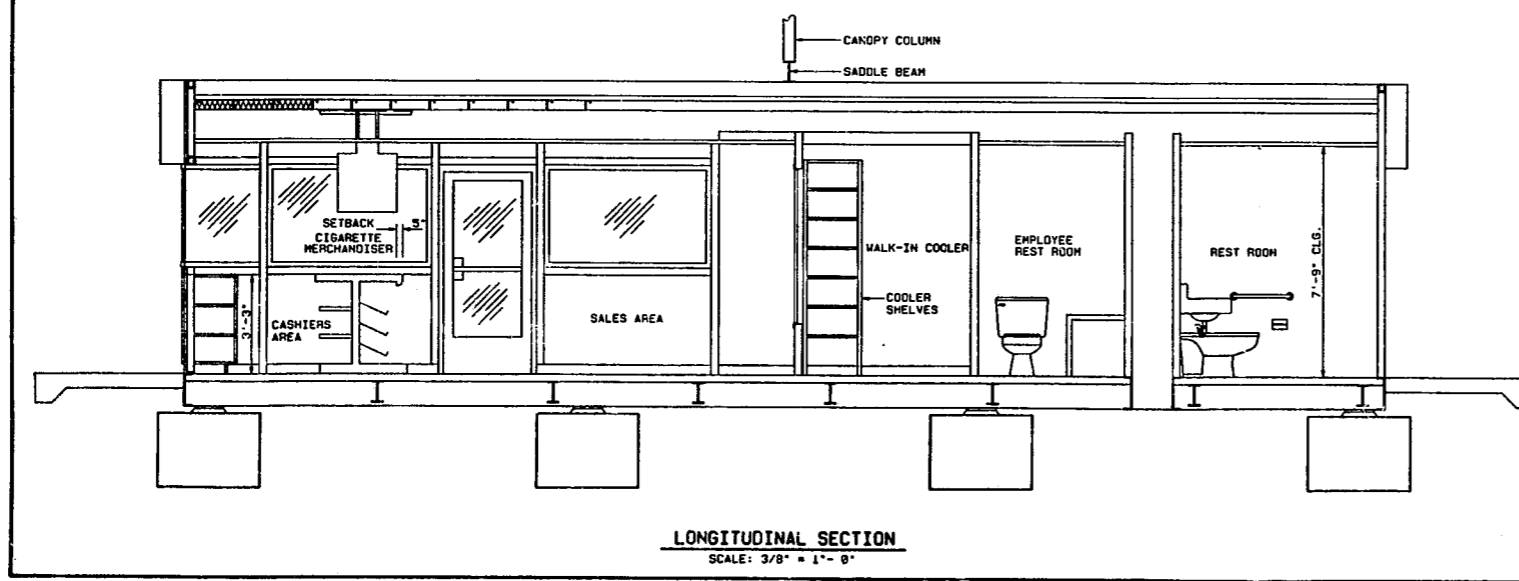 CANOPY COLUMN
SADDLE BEAM
SETBACK
CIGARETTE
MERCHANDISER
5"
WALK-IN COOLER
EMPLOYEE
REST ROOM
REST ROOM
7'-9" CLG.
COOLER
SHELVES
3'-3"
CASHIERS
AREA
SALES AREA
LONGITUDINAL SECTION
SCALE: 3/8" = 1'- 0"